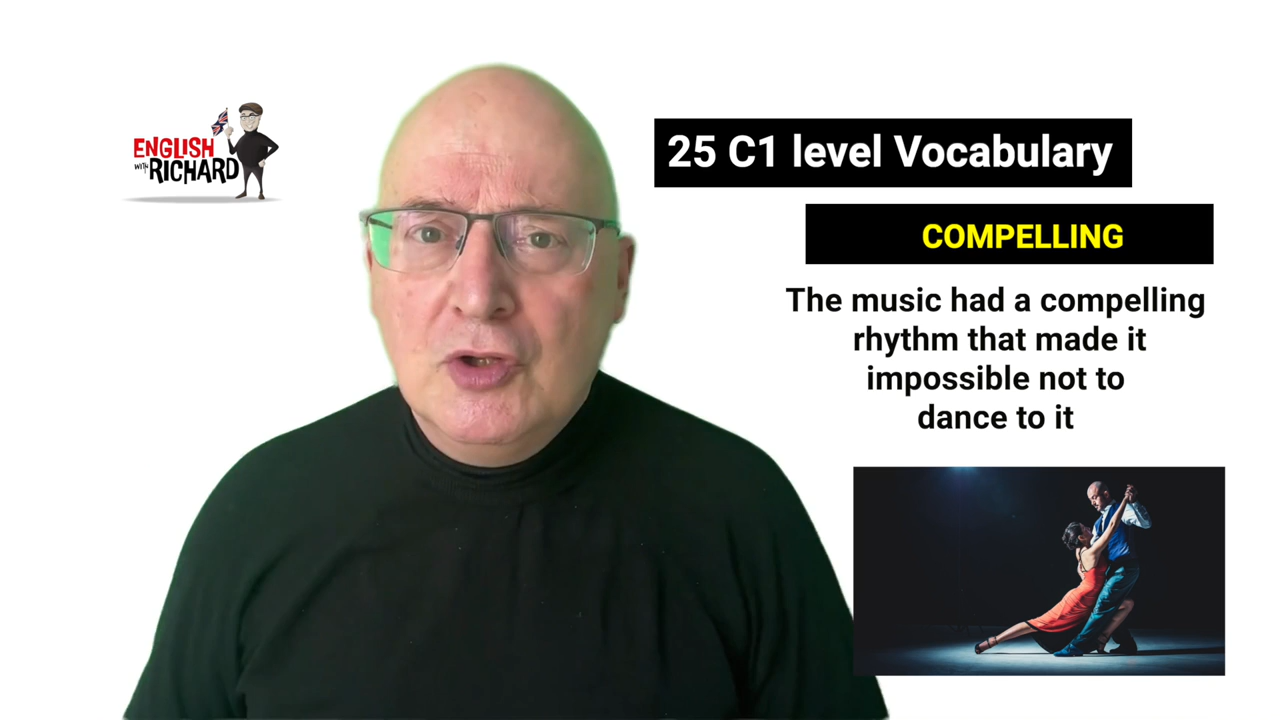 ENGLISH
WITH
RICHARD
25 C1 level Vocabulary
COMPELLING
The music had a compelling
rhythm that made it
impossible not to
dance to it